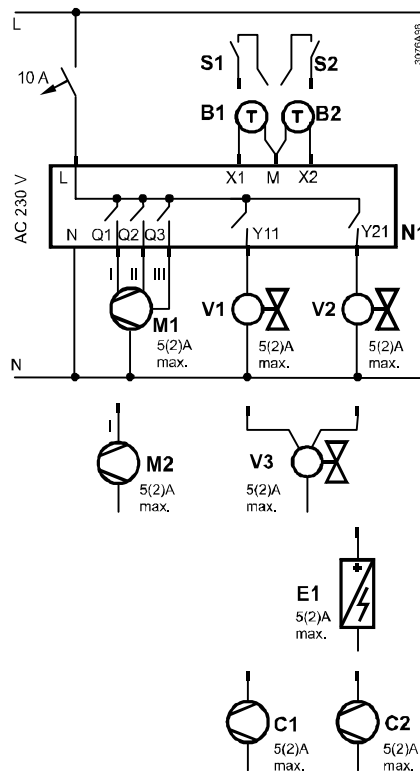 L
3076A98
S1 S2
10 A
B1 T T B2
AC 230 V
L X1 M X2
N Q1 Q2 Q3 Y11 Y21 N1
I II III
M1 V1 V2
5(2)A max.
5(2)A max.
5(2)A max.
N
I
M2 V3
5(2)A max.
5(2)A max.
E1
5(2)A max.
C1 C2
5(2)A max.
5(2)A max.